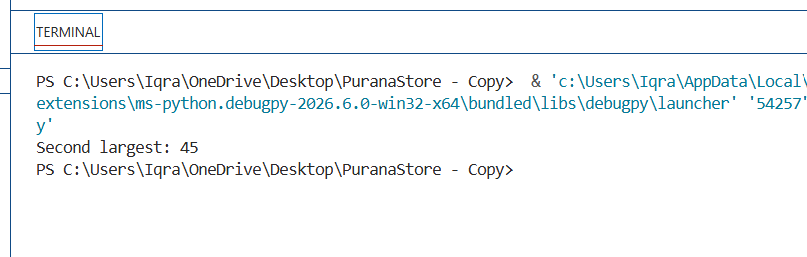 TERMINAL
PS C:\Users\Iqra\OneDrive\Desktop\PuranaStore - Copy>  & 'c:\Users\Iqra\AppData\Local\
extensions\ms-python.debugpy-2026.6.0-win32-x64\bundled\libs\debugpy\launcher' '54257'
y'
Second largest: 45
PS C:\Users\Iqra\OneDrive\Desktop\PuranaStore - Copy>